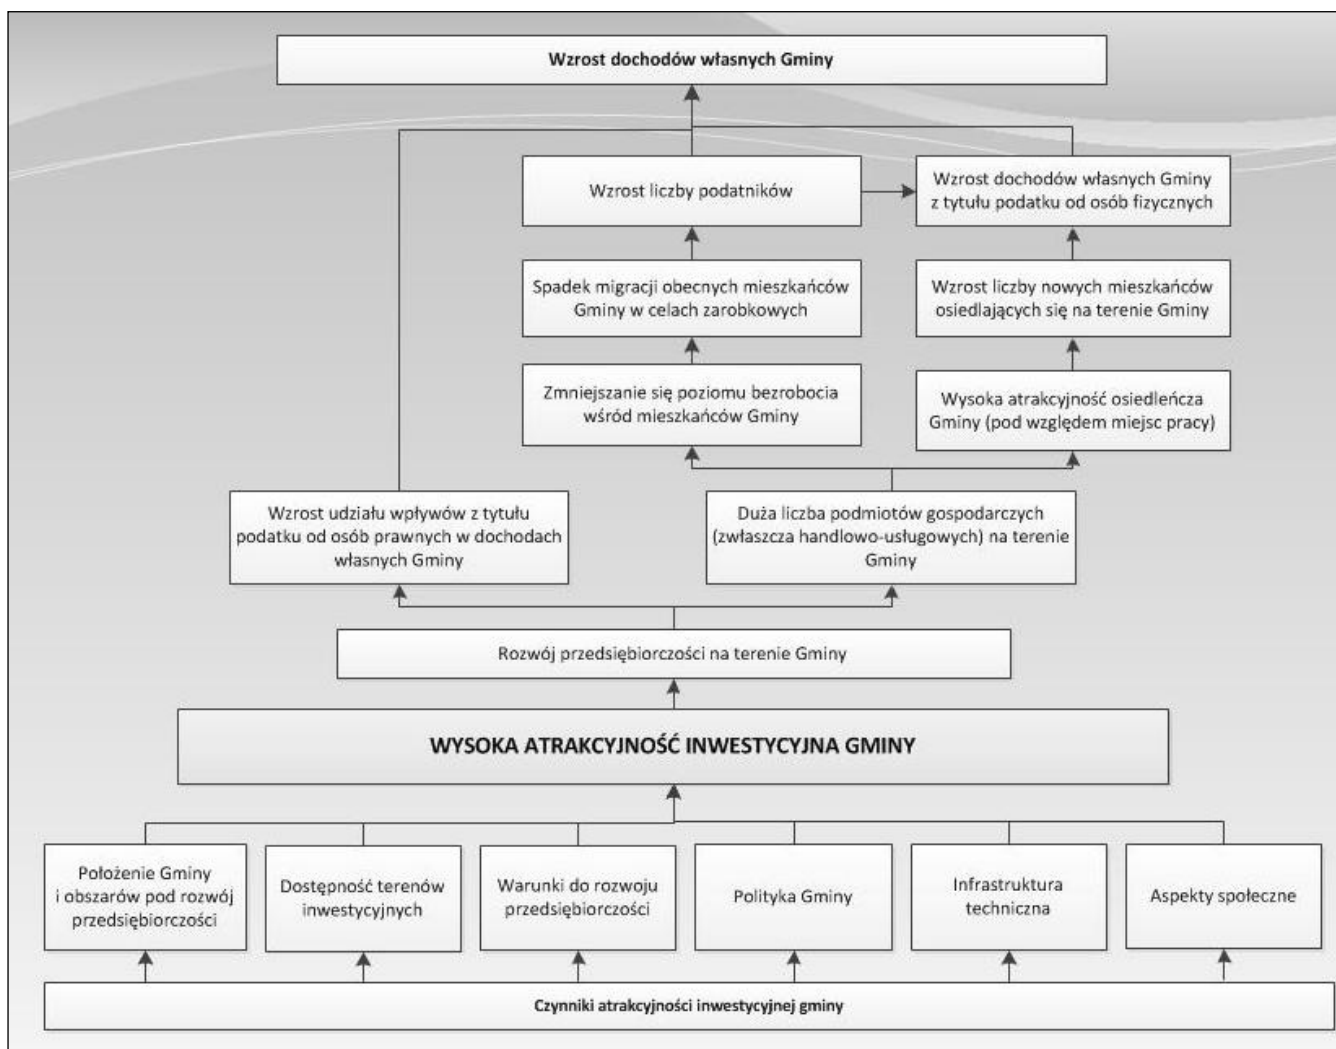 Wzrost dochodów własnych Gminy
Wzrost liczby podatników
Wzrost dochodów własnych Gminy
z tytułu podatku od osób fizycznych
Spadek migracji obecnych mieszkańców
Gminy w celach zarobkowych
Wzrost liczby nowych mieszkańców
osiedlających się na terenie Gminy
Zmniejszanie się poziomu bezrobocia
wśród mieszkańców Gminy
Wysoka atrakcyjność osiedleńcza
Gminy (pod względem miejsc pracy)
Wzrost udziału wpływów z tytułu
podatku od osób prawnych w dochodach
własnych Gminy
Duża liczba podmiotów gospodarczych
(zwłaszcza handlowo-usługowych) na terenie
Gminy
Rozwój przedsiębiorczości na terenie Gminy
WYSOKA ATRAKCYJNOŚĆ INWESTYCYJNA GMINY
Położenie Gminy
i obszarów pod rozwój
przedsiębiorczości
Dostępność terenów
inwestycyjnych
Warunki do rozwoju
przedsiębiorczości
Polityka Gminy
Infrastruktura
techniczna
Aspekty społeczne
Czynniki atrakcyjności inwestycyjnej gminy